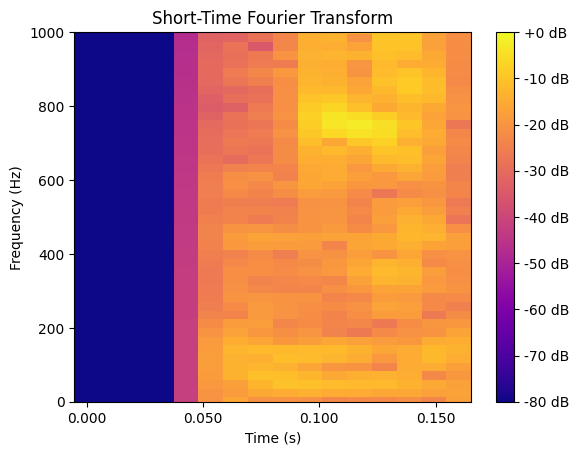 Short-Time Fourier Transform
1000
800
600
400
200
0
Frequency (Hz)
0.000
0.050
0.100
0.150
Time (s)
+0 dB
-10 dB
-20 dB
-30 dB
-40 dB
-50 dB
-60 dB
-70 dB
-80 dB